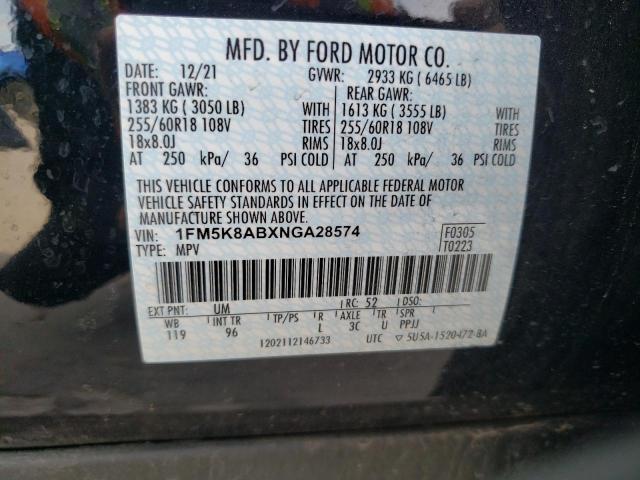 MFD. BY FORD MOTOR CO.
DATE: 12/21 GVWR: 2933 KG ( 6465 LB)
FRONT GAWR: REAR GAWR:
1383 KG ( 3050 LB) WITH 1613 KG ( 3555 LB) WITH
255/60R18 108V TIRES 255/60R18 108V TIRES
18x8.0J RIMS 18x8.0J RIMS
AT 250 kPa/ 36 PSI COLD AT 250 kPa/ 36 PSI COLD
THIS VEHICLE CONFORMS TO ALL APPLICABLE FEDERAL MOTOR
VEHICLE SAFETY STANDARDS IN EFFECT ON THE DATE OF
MANUFACTURE SHOWN ABOVE.
VIN: 1FM5K8ABXNGA28574 F0305
TYPE: MPV T0223
EXT PNT: UM RC: 52 DSO:
WB INT TR TP/PS R AXLE TR SPR
119 96 L 3C U PPJJ
1202112146733 UTC ▽ 5U5A-1520472-BA